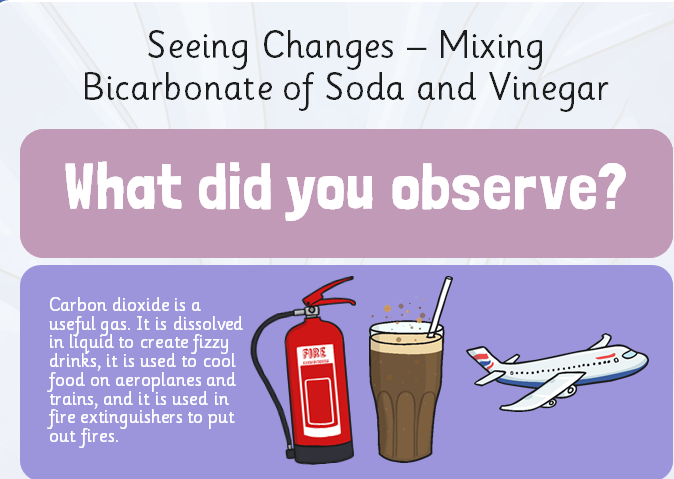 Seeing Changes – Mixing
Bicarbonate of Soda and Vinegar
What did you observe?
Carbon dioxide is a
useful gas. It is dissolved
in liquid to create fizzy
drinks, it is used to cool
food on aeroplanes and
trains, and it is used in
fire extinguishers to put
out fires.
FIRE